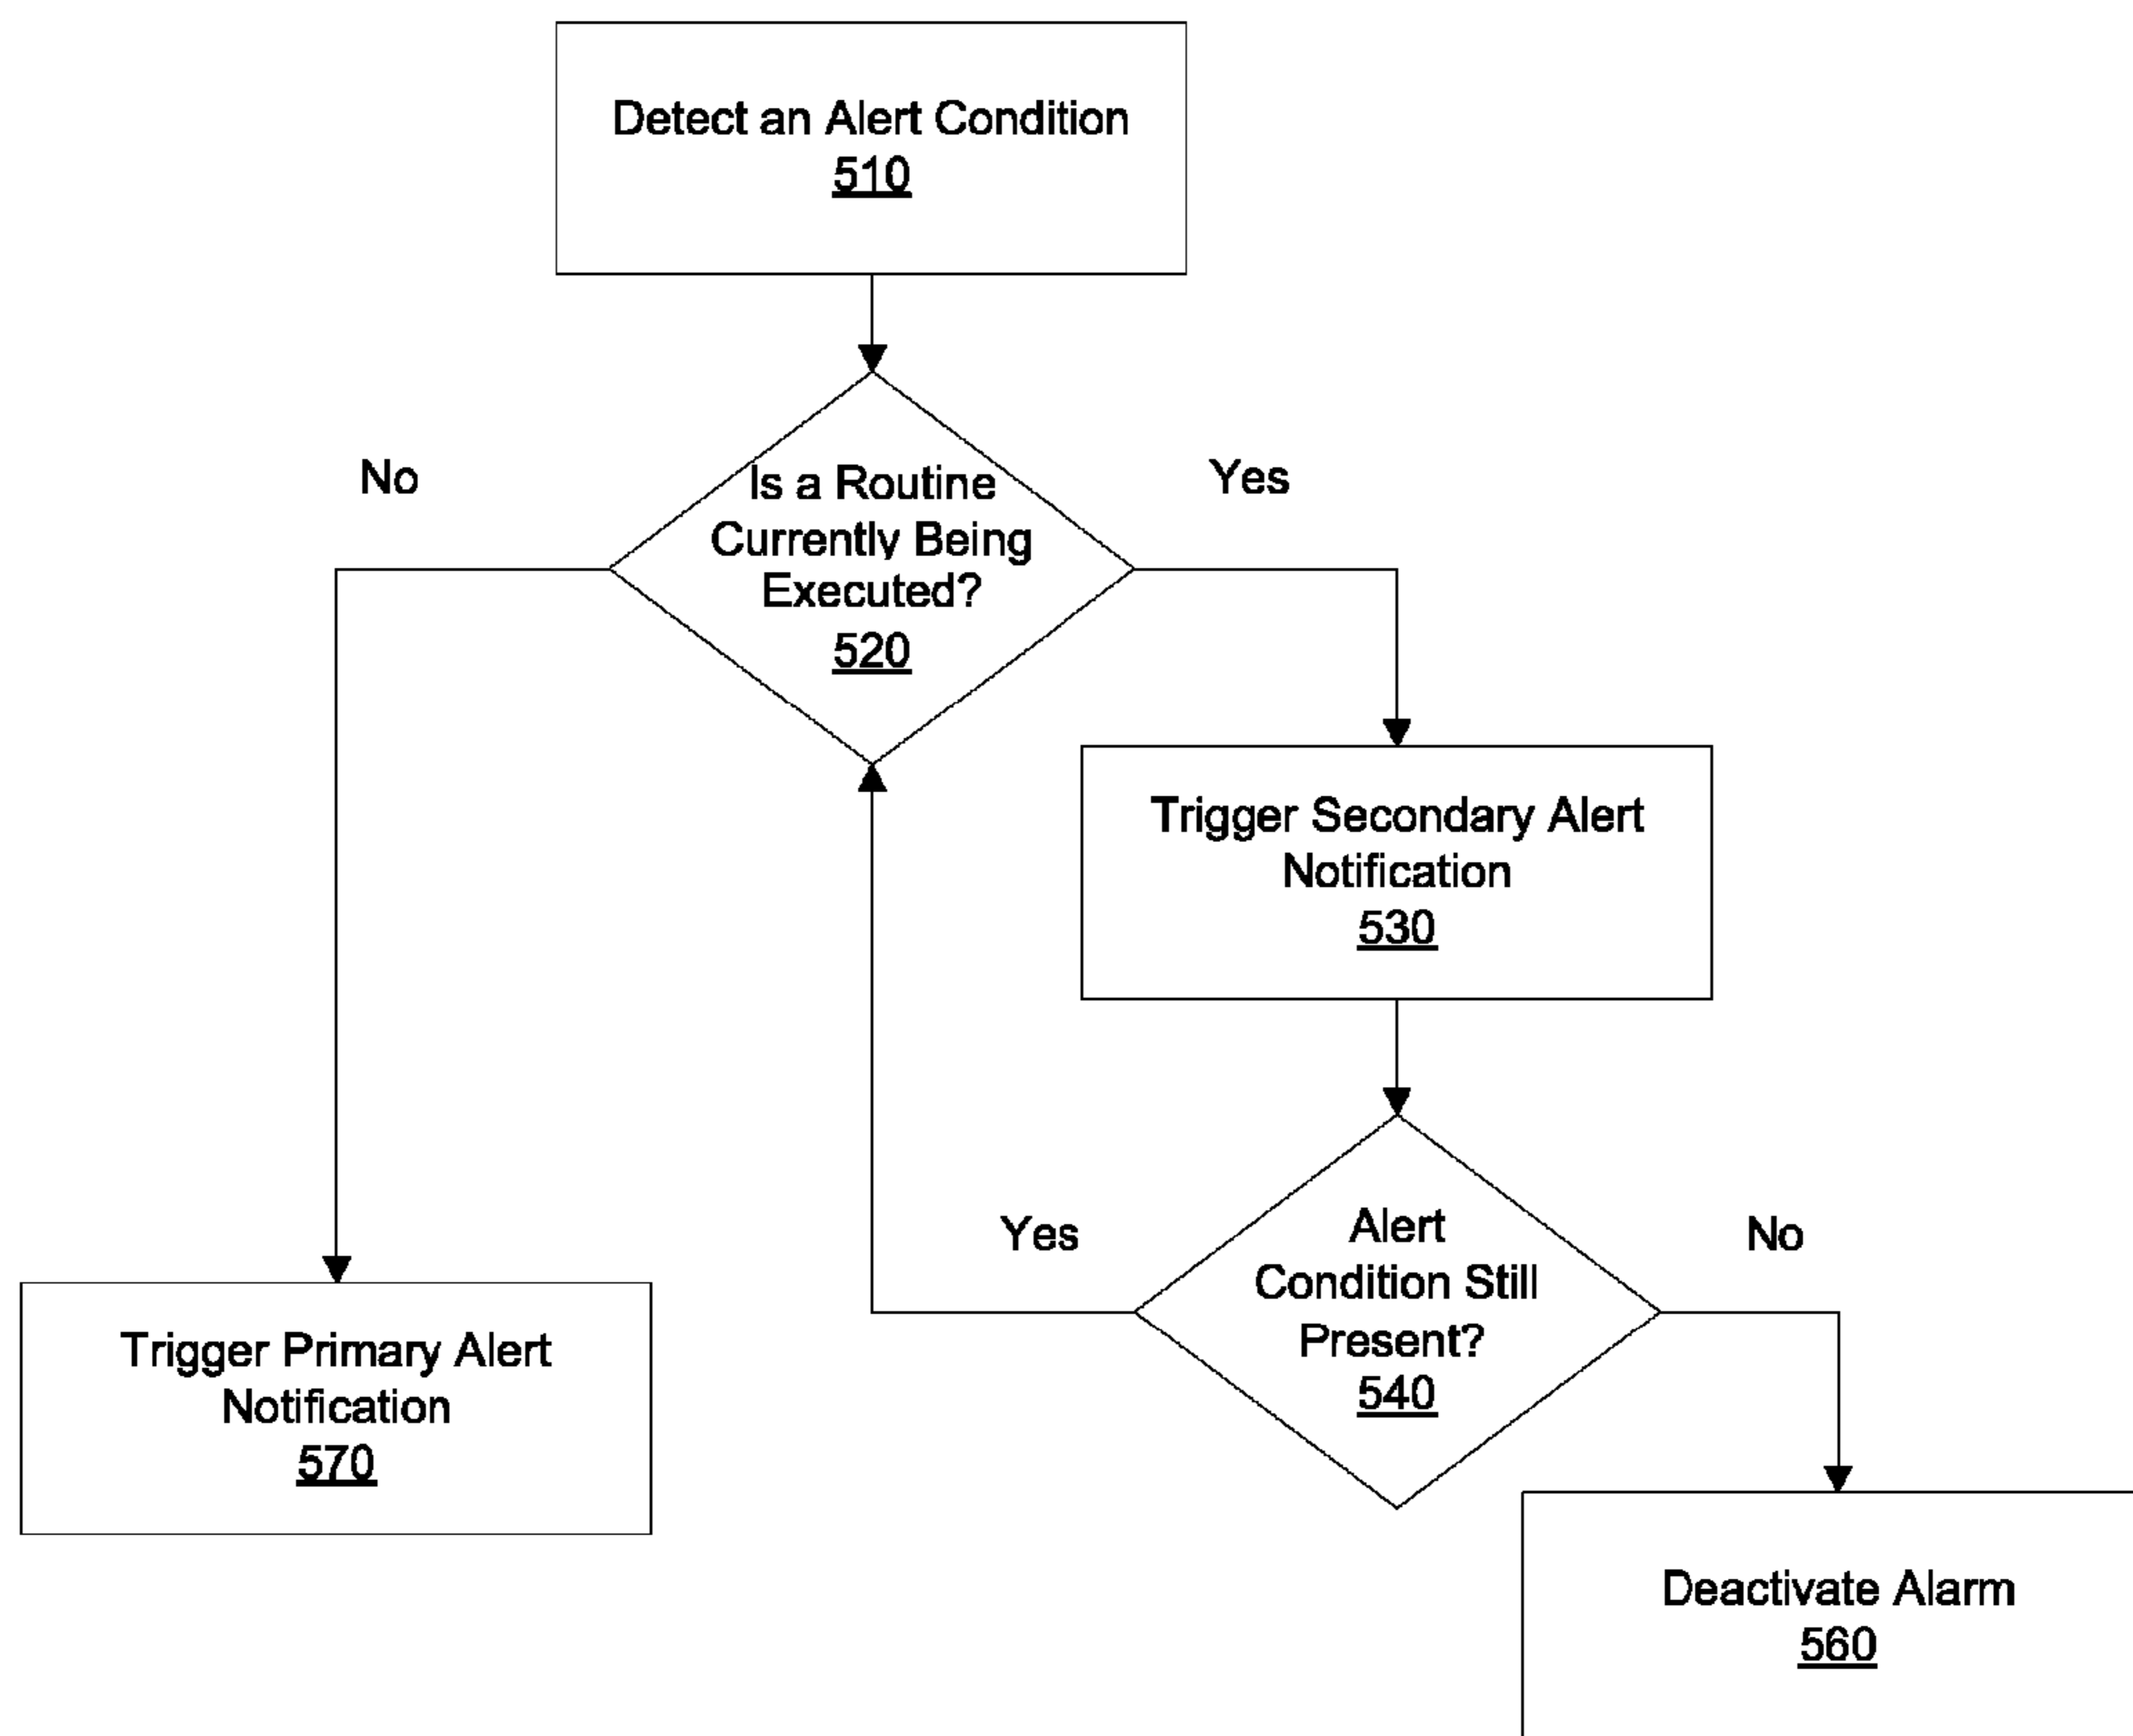 Detect an Alert Condition
510
No
Is a Routine
Currently Being
Executed?
520
Yes
Trigger Secondary Alert
Notification
530
Yes
Alert
Condition Still
Present?
540
No
Trigger Primary Alert
Notification
570
Deactivate Alarm
560